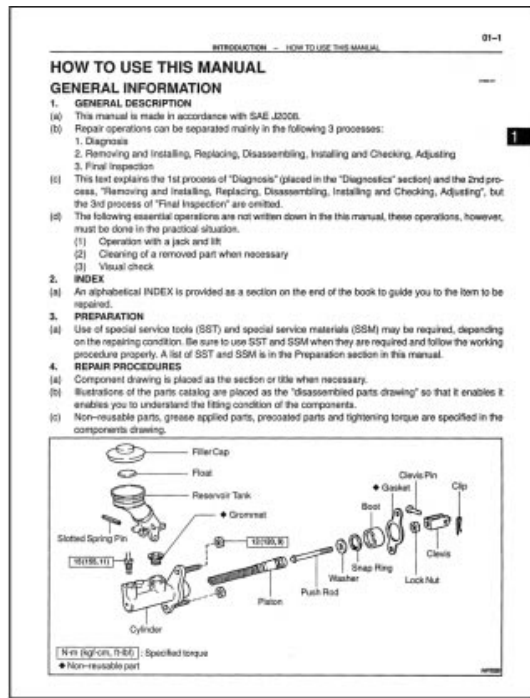 01–1
INTRODUCTION – HOW TO USE THIS MANUAL
HOW TO USE THIS MANUAL
GENERAL INFORMATION
1. GENERAL DESCRIPTION
(a) This manual is made in accordance with SAE J2008.
(b) Repair operations can be separated mainly in the following 3 processes:
1. Diagnosis
2. Removing and Installing, Replacing, Disassembling, Installing and Checking, Adjusting
3. Final Inspection
1
(c) This text explains the 1st process of "Diagnosis" (placed in the "Diagnostics" section) and the 2nd pro-
cess, "Removing and Installing, Replacing, Disassembling, Installing and Checking, Adjusting", but
the 3rd process of "Final Inspection" are omitted.
(d) The following essential operations are not written down in the this manual, these operations, however,
must be done in the practical situation.
(1) Operation with a jack and lift
(2) Cleaning of a removed part when necessary
(3) Visual check
2. INDEX
(a) An alphabetical INDEX is provided as a section on the end of the book to guide you to the item to be
repaired.
3. PREPARATION
(a) Use of special service tools (SST) and special service materials (SSM) may be required, depending
on the repairing condition. Be sure to use SST and SSM when they are required and follow the working
procedure properly. A list of SST and SSM is in the Preparation section in this manual.
4. REPAIR PROCEDURES
(a) Component drawing is placed as the section or title when necessary.
(b) Illustrations of the parts catalog are placed as the "disassembled parts drawing" so that it enables it
enables you to understand the fitting condition of the components.
(c) Non–reusable parts, grease applied parts, precoated parts and tightening torque are specified in the
components drawing.
Filler Cap
Float
Reservoir Tank
Clevis Pin
◆ Gasket
Clip
Boot
◆ Grommet
Slotted Spring Pin
12 (120, 9)
15 (155, 11)
Clevis
Snap Ring
Washer
Lock Nut
Push Rod
Piston
Cylinder
N·m (kgf·cm, ft·lbf) : Specified torque
◆ Non–reusable part